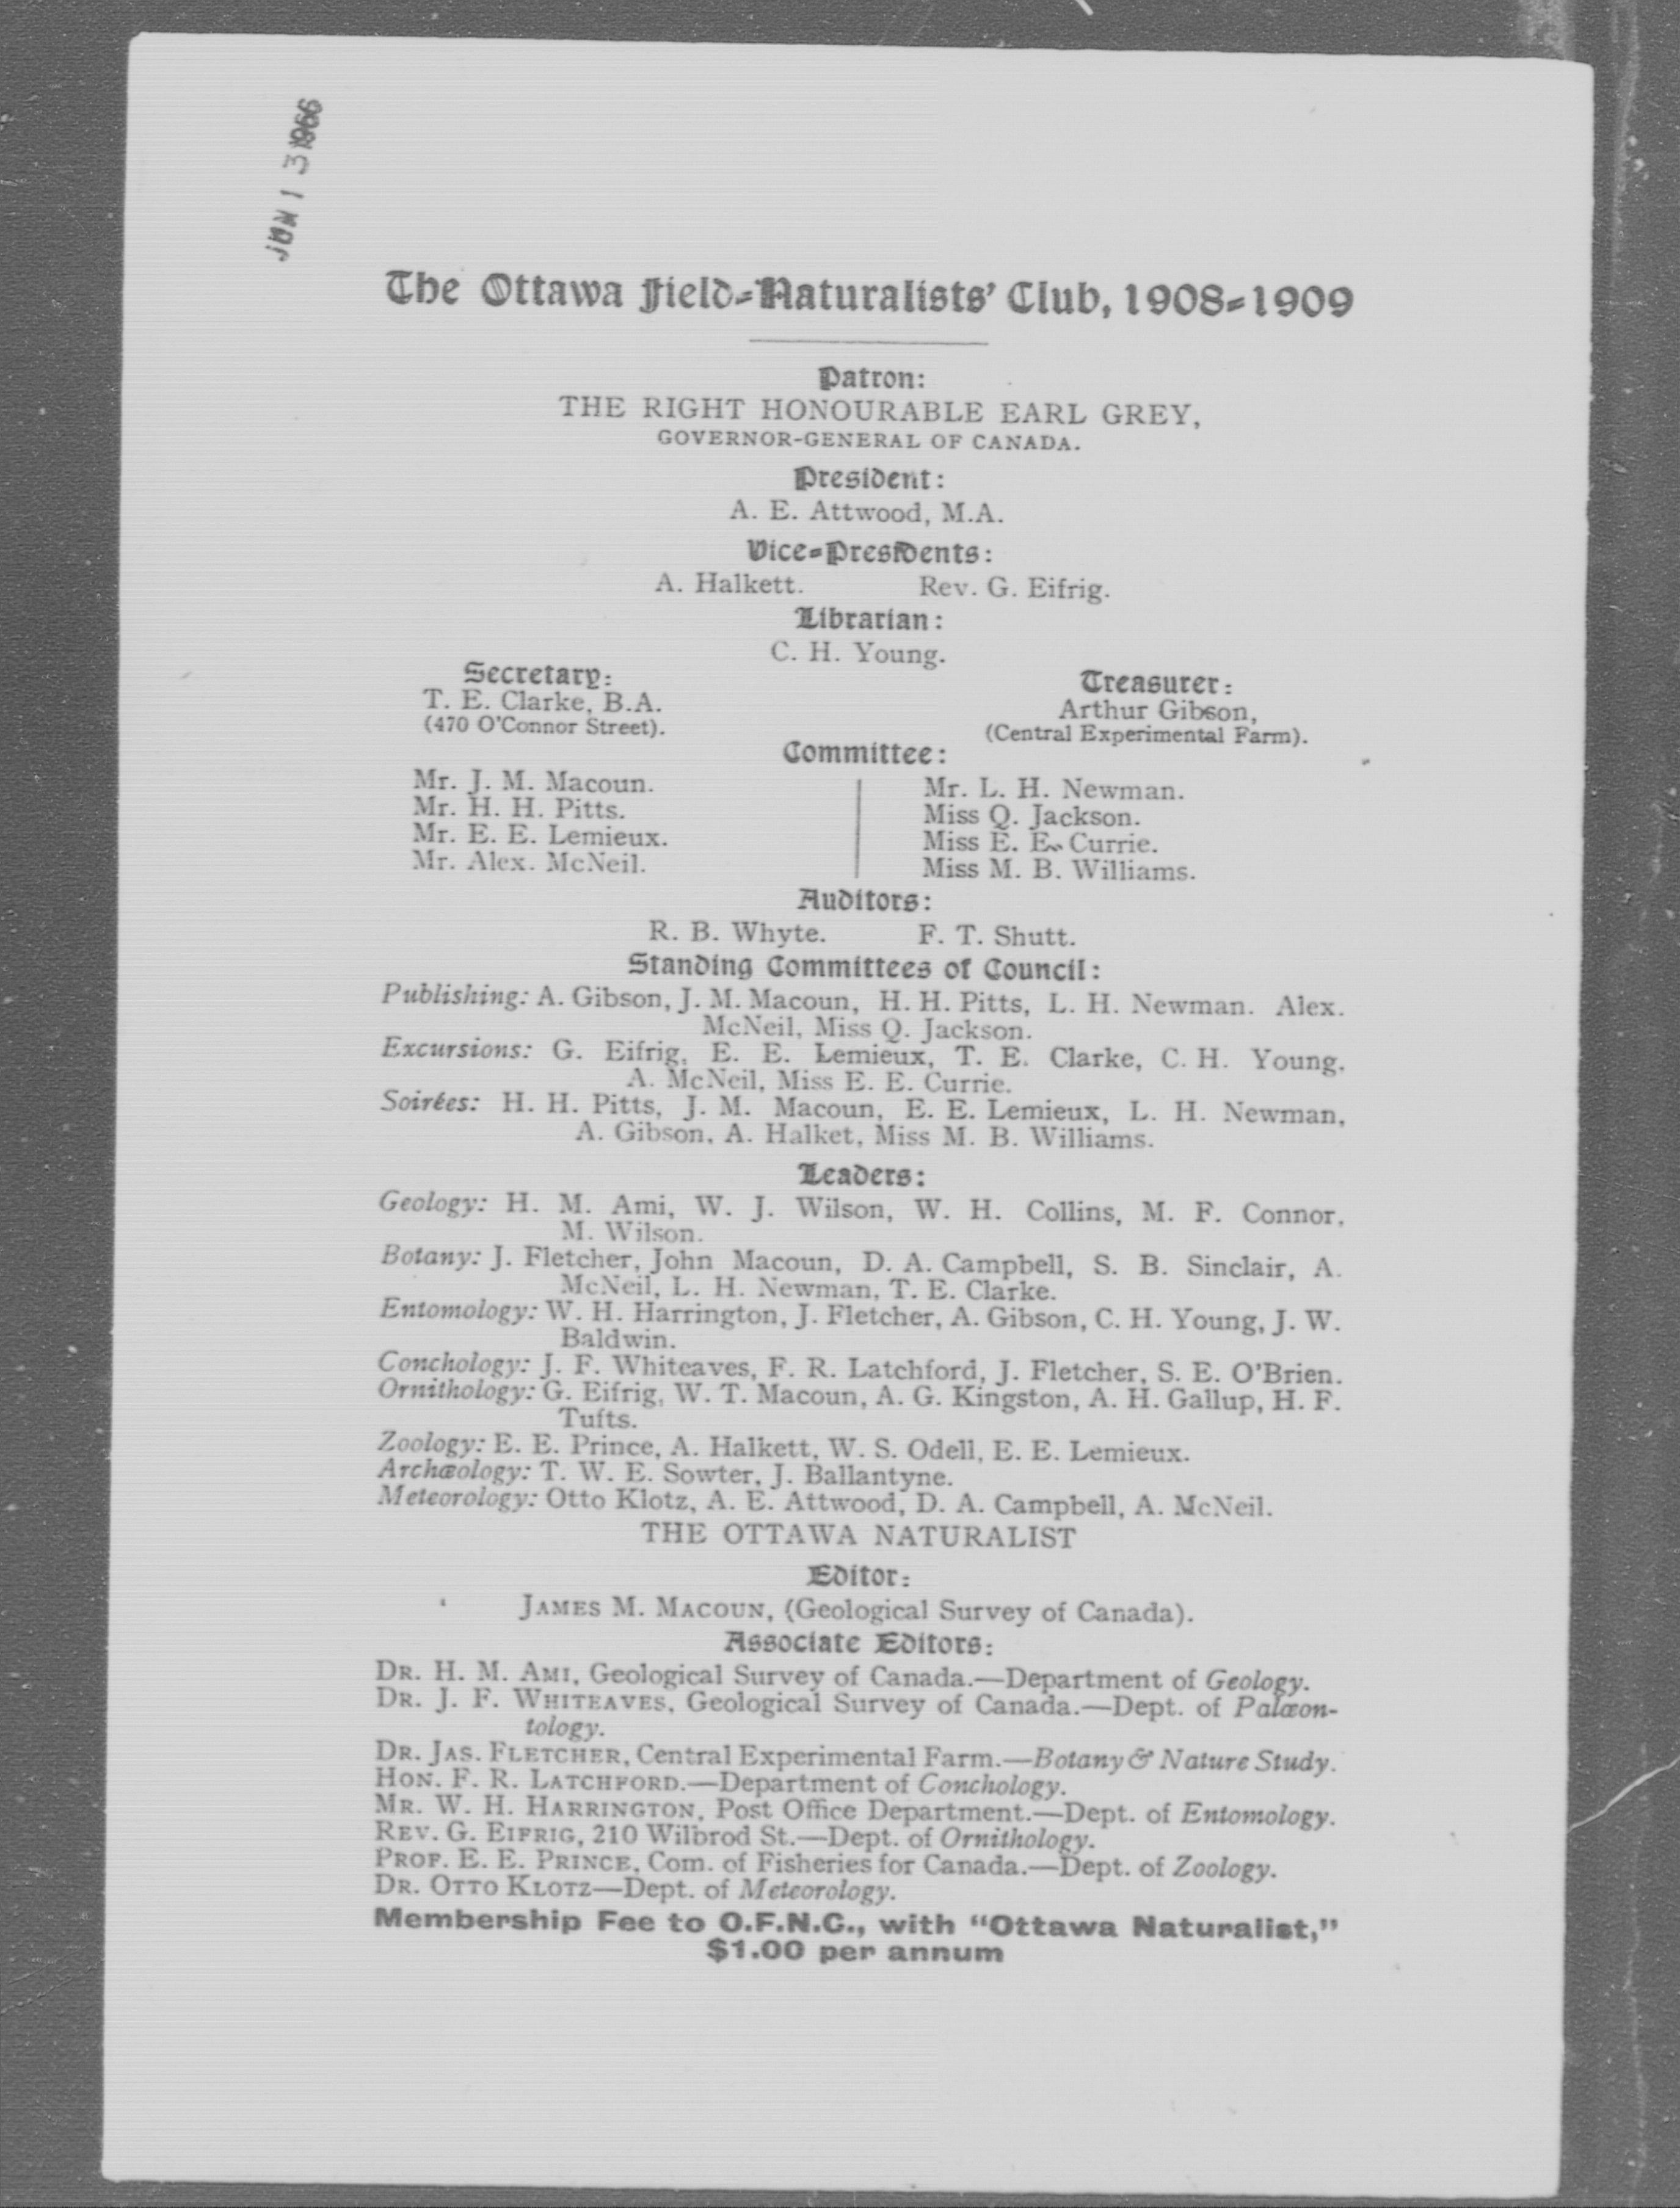 JUN 13 1966
The Ottawa Field-Naturalists' Club, 1908-1909
Patron:
THE RIGHT HONOURABLE EARL GREY,
GOVERNOR-GENERAL OF CANADA.
President:
A. E. Attwood, M.A.
Vice-Presidents:
A. Halkett. Rev. G. Eifrig.
Librarian:
C. H. Young.
Secretary:
T. E. Clarke, B.A.
(470 O'Connor Street).
Treasurer:
Arthur Gibson,
(Central Experimental Farm).
Committee:
Mr. J. M. Macoun.
Mr. H. H. Pitts.
Mr. E. E. Lemieux.
Mr. Alex. McNeil.
Mr. L. H. Newman.
Miss Q. Jackson.
Miss E. E. Currie.
Miss M. B. Williams.
Auditors:
R. B. Whyte. F. T. Shutt.
Standing Committees of Council:
Publishing: A. Gibson, J. M. Macoun, H. H. Pitts, L. H. Newman. Alex.
McNeil, Miss Q. Jackson.
Excursions: G. Eifrig, E. E. Lemieux, T. E. Clarke, C. H. Young,
A. McNeil, Miss E. E. Currie.
Soirées: H. H. Pitts, J. M. Macoun, E. E. Lemieux, L. H. Newman,
A. Gibson, A. Halket, Miss M. B. Williams.
Leaders:
Geology: H. M. Ami, W. J. Wilson, W. H. Collins, M. F. Connor,
M. Wilson.
Botany: J. Fletcher, John Macoun, D. A. Campbell, S. B. Sinclair, A.
McNeil, L. H. Newman, T. E. Clarke.
Entomology: W. H. Harrington, J. Fletcher, A. Gibson, C. H. Young, J. W.
Baldwin.
Conchology: J. F. Whiteaves, F. R. Latchford, J. Fletcher, S. E. O'Brien.
Ornithology: G. Eifrig, W. T. Macoun, A. G. Kingston, A. H. Gallup, H. F.
Tufts.
Zoology: E. E. Prince, A. Halkett, W. S. Odell, E. E. Lemieux.
Archæology: T. W. E. Sowter, J. Ballantyne.
Meteorology: Otto Klotz, A. E. Attwood, D. A. Campbell, A. McNeil.
THE OTTAWA NATURALIST
Editor:
JAMES M. MACOUN, (Geological Survey of Canada).
Associate Editors:
DR. H. M. AMI, Geological Survey of Canada.—Department of Geology.
DR. J. F. WHITEAVES, Geological Survey of Canada.—Dept. of Palæon-
tology.
DR. JAS. FLETCHER, Central Experimental Farm.—Botany & Nature Study.
HON. F. R. LATCHFORD.—Department of Conchology.
MR. W. H. HARRINGTON, Post Office Department.—Dept. of Entomology.
REV. G. EIFRIG, 210 Wilbrod St.—Dept. of Ornithology.
PROF. E. E. PRINCE, Com. of Fisheries for Canada.—Dept. of Zoology.
DR. OTTO KLOTZ—Dept. of Meteorology.
Membership Fee to O.F.N.C., with "Ottawa Naturalist,"
$1.00 per annum